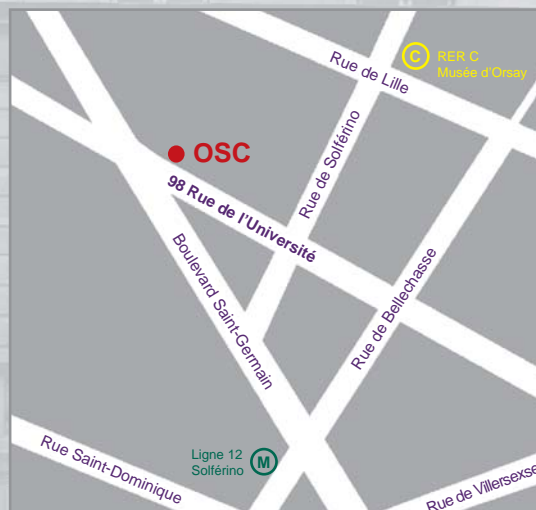 Rue de Lille
C
RER C
Musée d'Orsay
Rue de Solférino
OSC
98 Rue de l'Université
Boulevard Saint-Germain
Rue de Bellechasse
Ligne 12
Solférino
M
Rue Saint-Dominique
Rue de Villersexse